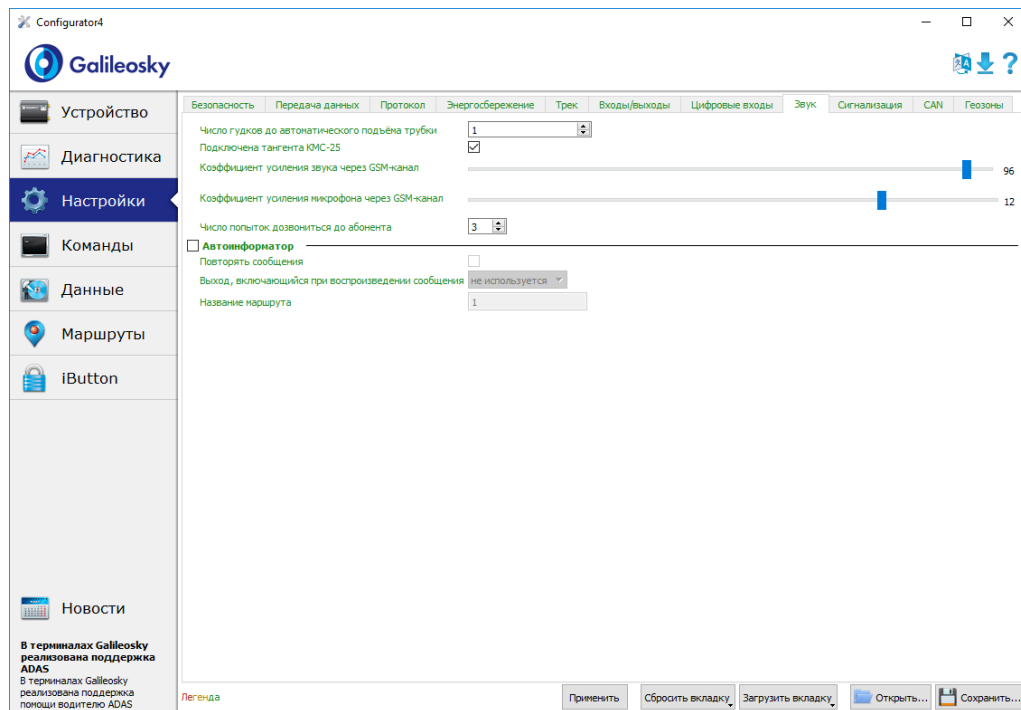 Configurator4
Galileosky
Устройство
Диагностика
Настройки
Команды
Данные
Маршруты
iButton
Новости
В терминалах Galileosky
реализована поддержка
ADAS
В терминалах Galileosky
реализована поддержка
помощи водителю ADAS
Безопасность Передача данных Протокол Энергосбережение Трек Входы/выходы Цифровые входы Звук Сигнализация CAN Геозоны
Число гудков до автоматического подъёма трубки 1
Подключена тангента КМС-25
Коэффициент усиления звука через GSM-канал 96
Коэффициент усиления микрофона через GSM-канал 12
Число попыток дозвониться до абонента 3
Автоинформатор
Повторять сообщения
Выход, включающийся при воспроизведении сообщения не используется
Название маршрута 1
Легенда Применить Сбросить вкладку Загрузить вкладку Открыть... Сохранить...